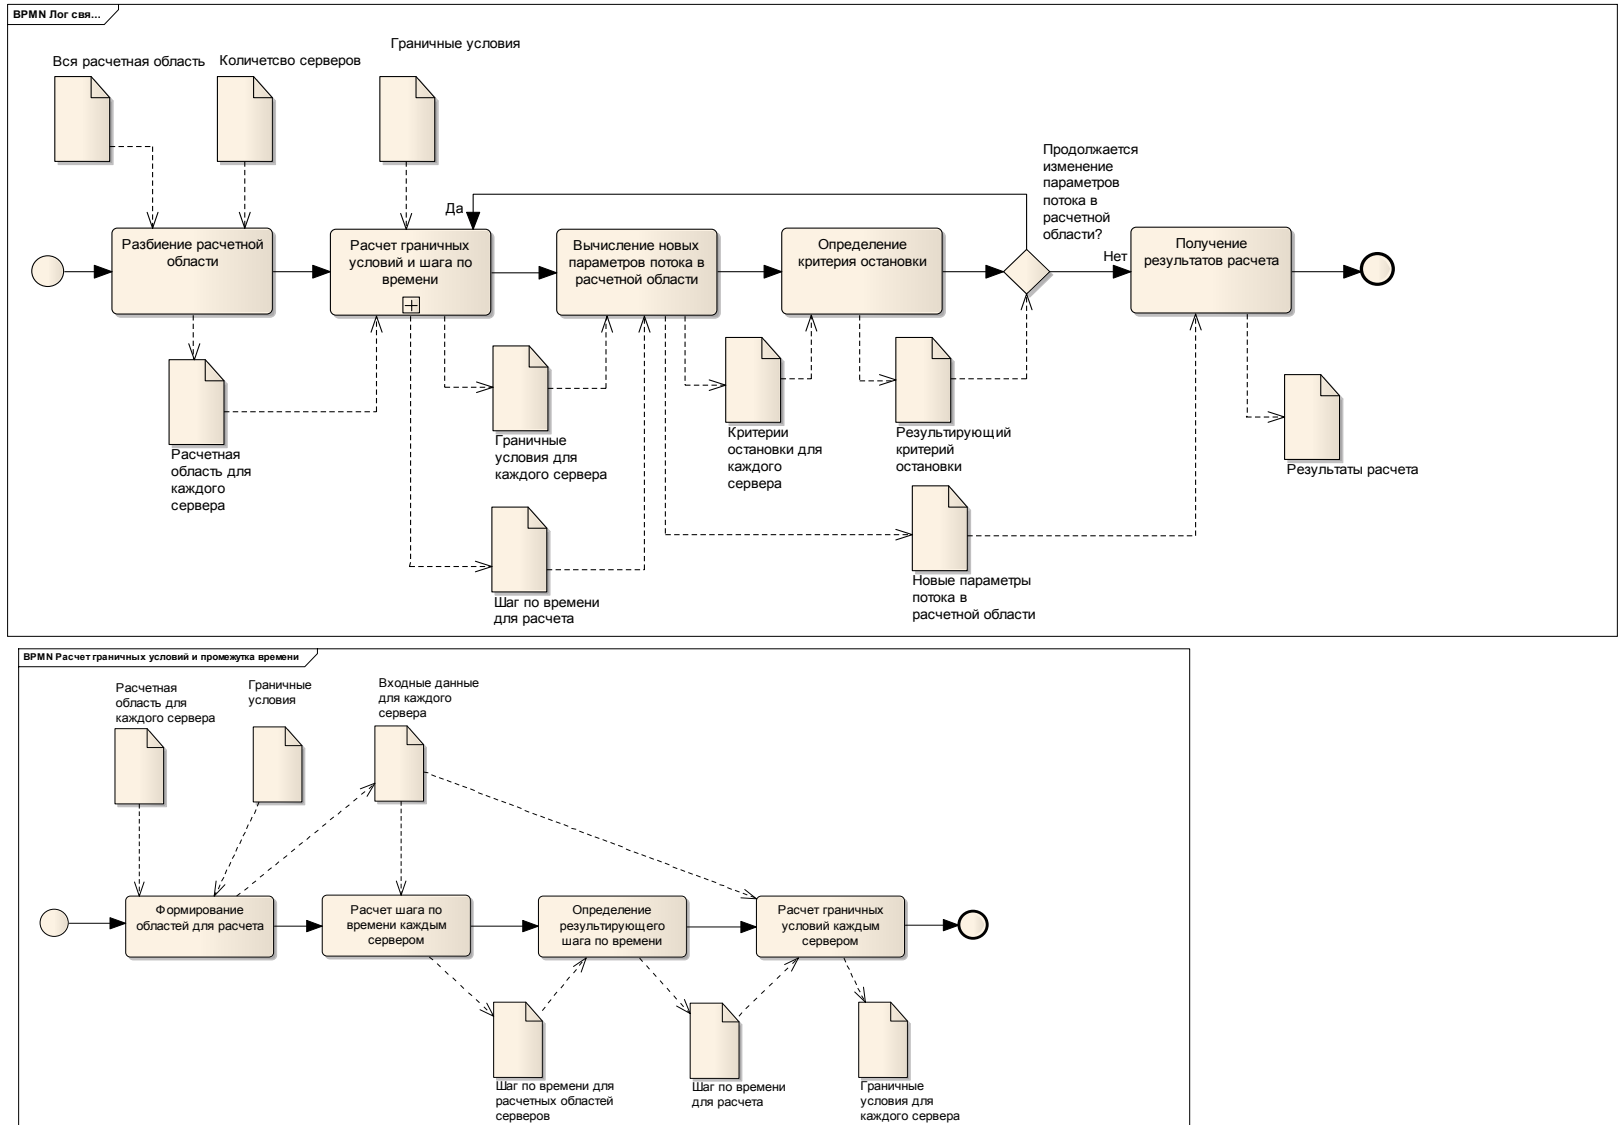 BPMN Лог свя...
Граничные условия
Вся расчетная область
Количетсво серверов
Продолжается
изменение
параметров
потока в
расчетной
области?
Да
Разбиение расчетной
области
Расчет граничных
условий и шага по
времени
Вычисление новых
параметров потока в
расчетной области
Определение
критерия остановки
Нет
Получение
результатов расчета
Расчетная
область для
каждого
сервера
Граничные
условия для
каждого сервера
Критерии
остановки для
каждого
сервера
Результирующий
критерий
остановки
Результаты расчета
Шаг по времени
для расчета
Новые параметры
потока в
расчетной области
BPMN Расчет граничных условий и промежутка времени
Расчетная
область для
каждого сервера
Граничные
условия
Входные данные
для каждого
сервера
Формирование
областей для расчета
Расчет шага по
времени каждым
сервером
Определение
результирующего
шага по времени
Расчет граничных
условий каждым
сервером
Шаг по времени для
расчетных областей
серверов
Шаг по времени
для расчета
Граничные
условия для
каждого сервера